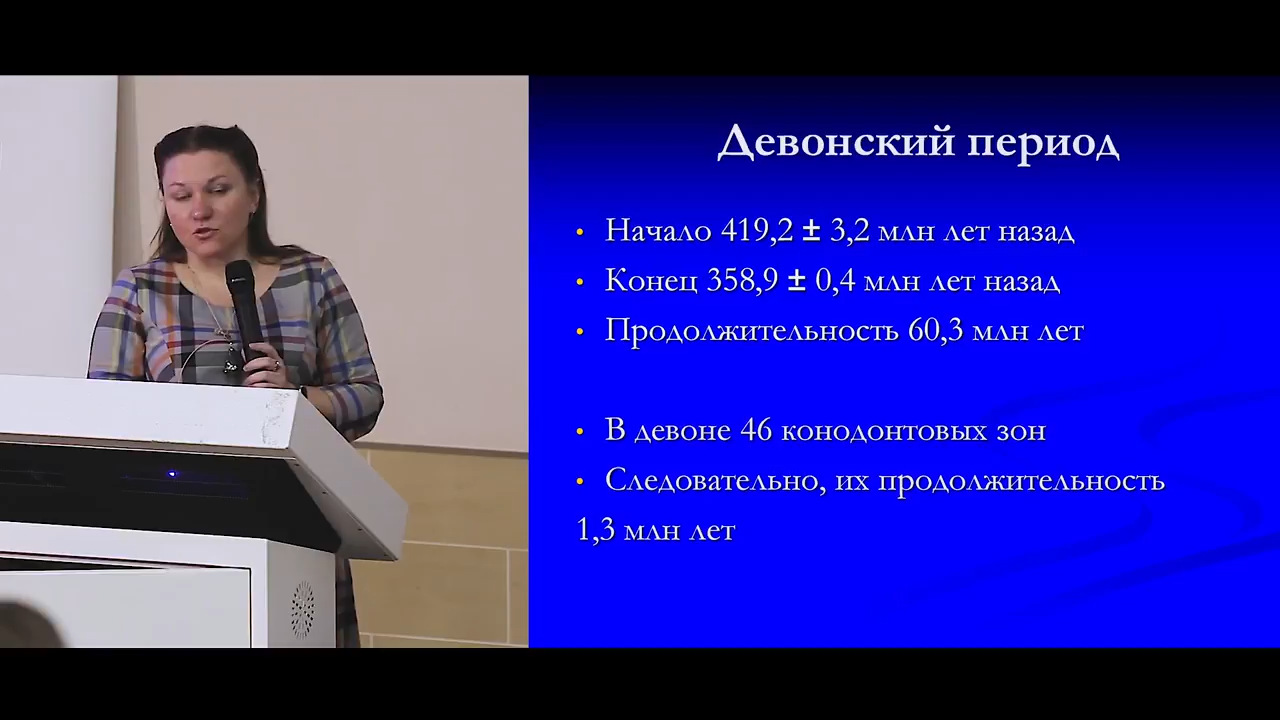 Девонский период
• Начало 419,2 ± 3,2 млн лет назад
• Конец 358,9 ± 0,4 млн лет назад
• Продолжительность 60,3 млн лет
• В девоне 46 конодонтовых зон
• Следовательно, их продолжительность
1,3 млн лет